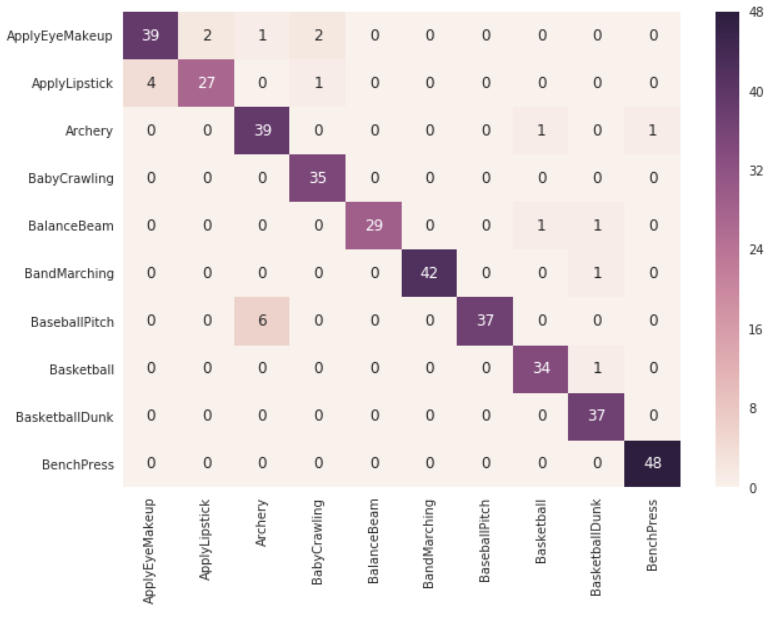 ApplyEyeMakeup 39 2 1 2 0 0 0 0 0 0
ApplyLipstick 4 27 0 1 0 0 0 0 0 0
Archery 0 0 39 0 0 0 0 1 0 1
BabyCrawling 0 0 0 35 0 0 0 0 0 0
BalanceBeam 0 0 0 0 29 0 0 1 1 0
BandMarching 0 0 0 0 0 42 0 0 1 0
BaseballPitch 0 0 6 0 0 0 37 0 0 0
Basketball 0 0 0 0 0 0 0 34 1 0
BasketballDunk 0 0 0 0 0 0 0 0 37 0
BenchPress 0 0 0 0 0 0 0 0 0 48
ApplyEyeMakeup
ApplyLipstick
Archery
BabyCrawling
BalanceBeam
BandMarching
BaseballPitch
Basketball
BasketballDunk
BenchPress
48
40
32
24
16
8
0